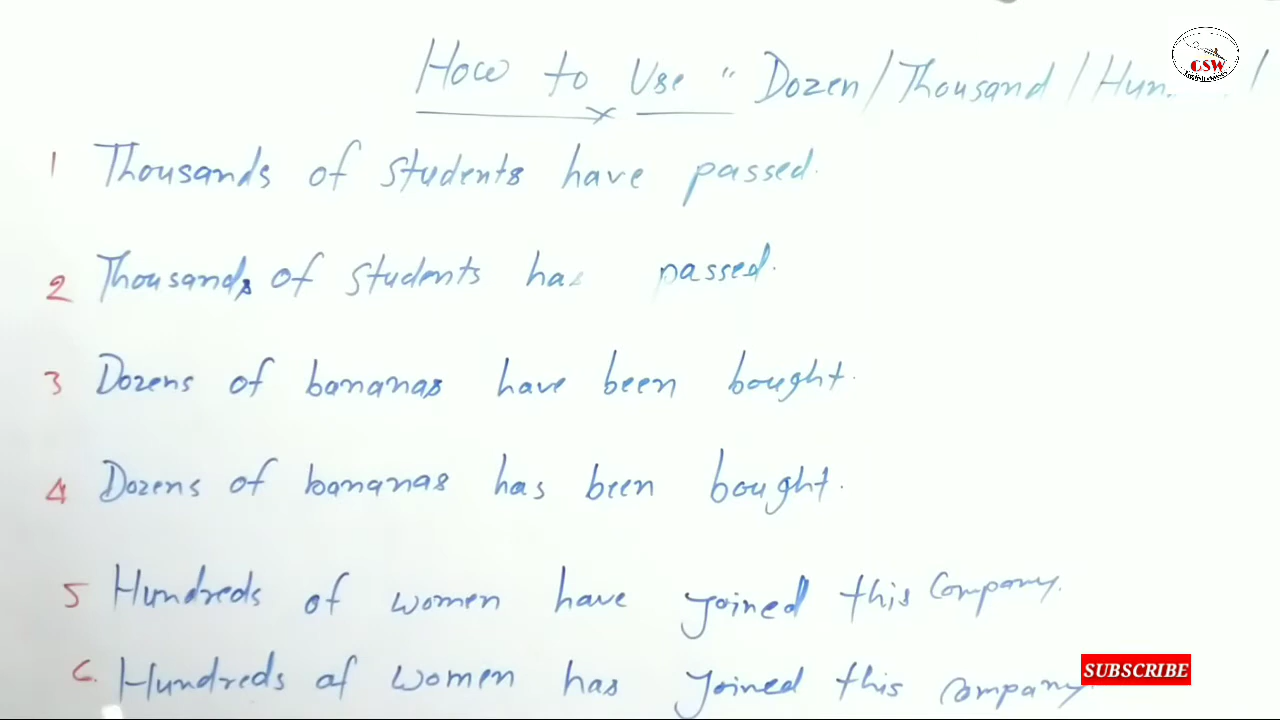 How to Use " Dozen/Thousand/
GSW
1 Thousands of students have passed.
2 Thousands of students has passed.
3 Dozens of bananas have been bought.
4 Dozens of bananas has been bought.
5 Hundreds of women have joined this Company.
6. Hundreds of women has joined this company
SUBSCRIBE